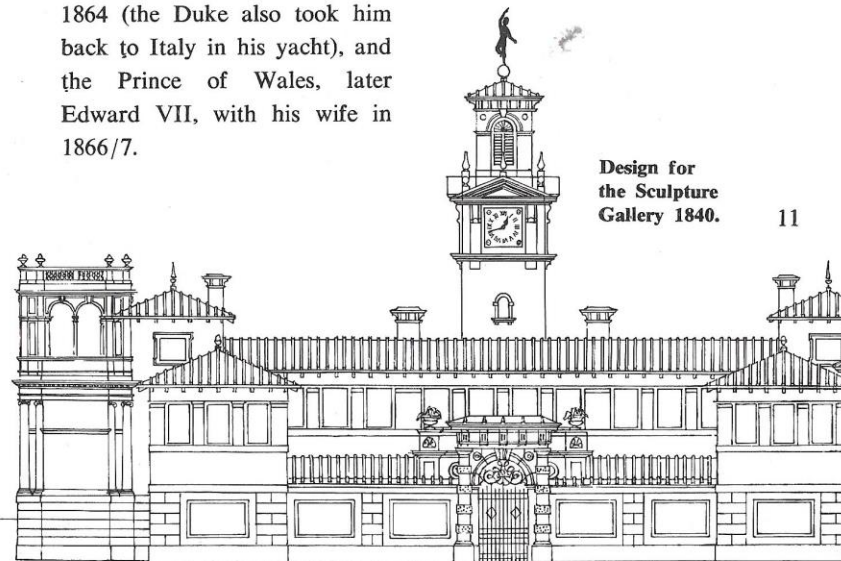 1864 (the Duke also took him
back to Italy in his yacht), and
the Prince of Wales, later
Edward VII, with his wife in
1866/7.
Design for
the Sculpture
Gallery 1840.
11